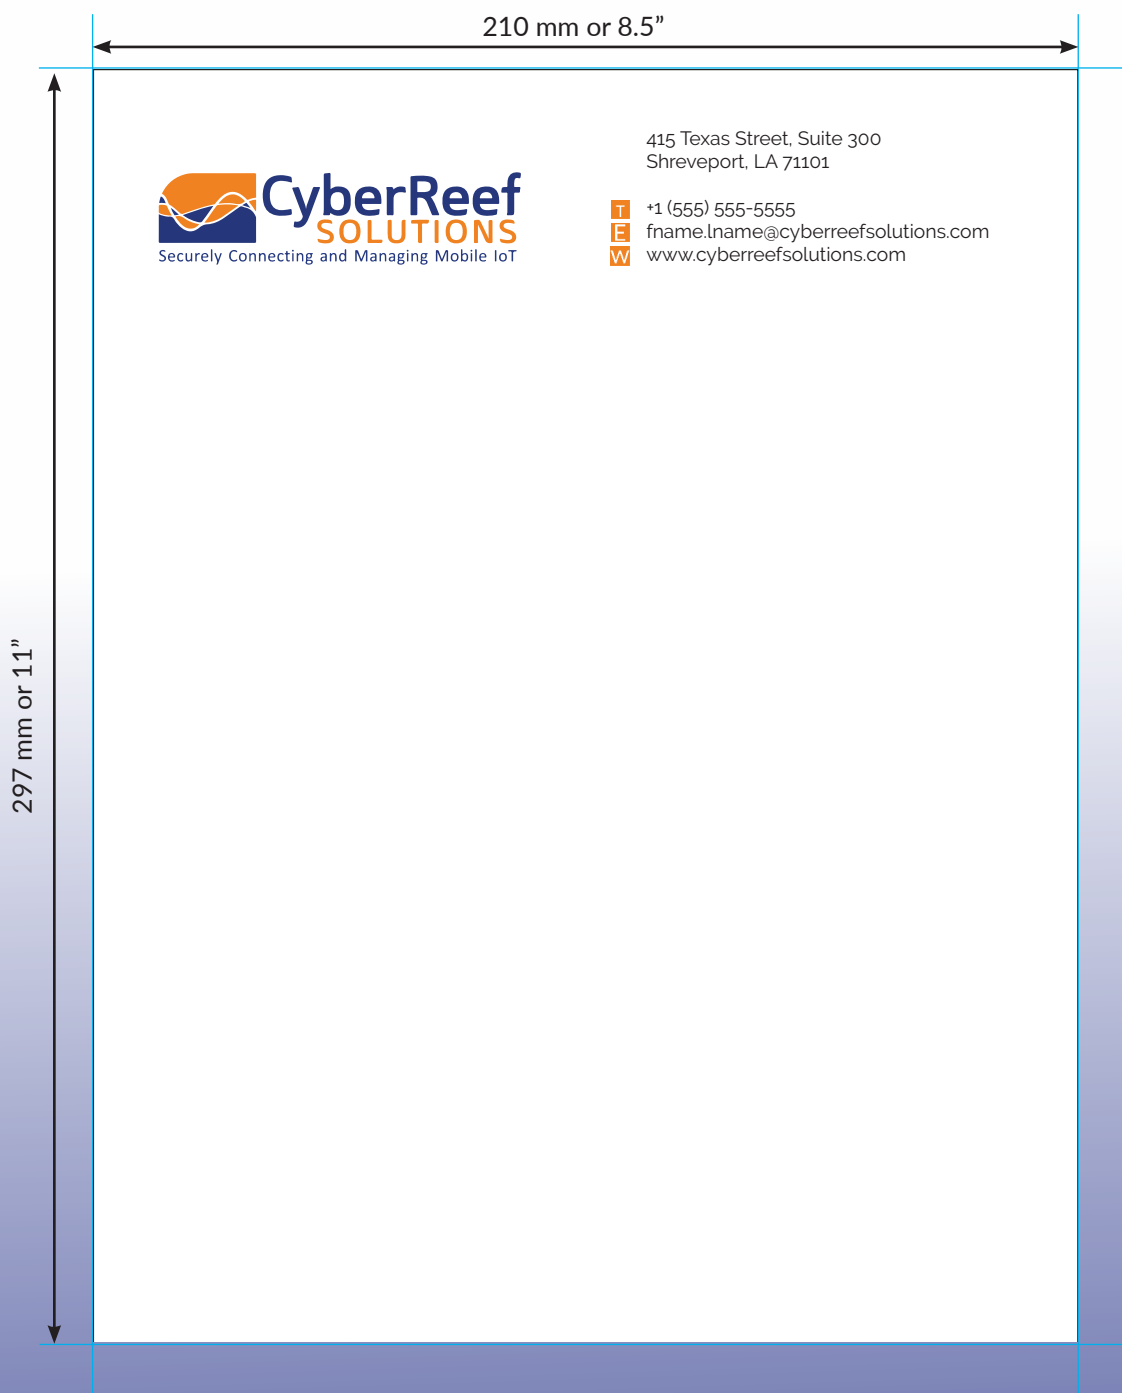 210 mm or 8.5”
297 mm or 11”
CyberReef
SOLUTIONS
Securely Connecting and Managing Mobile IoT
415 Texas Street, Suite 300
Shreveport, LA 71101
T +1 (555) 555-5555
E fname.lname@cyberreefsolutions.com
W www.cyberreefsolutions.com